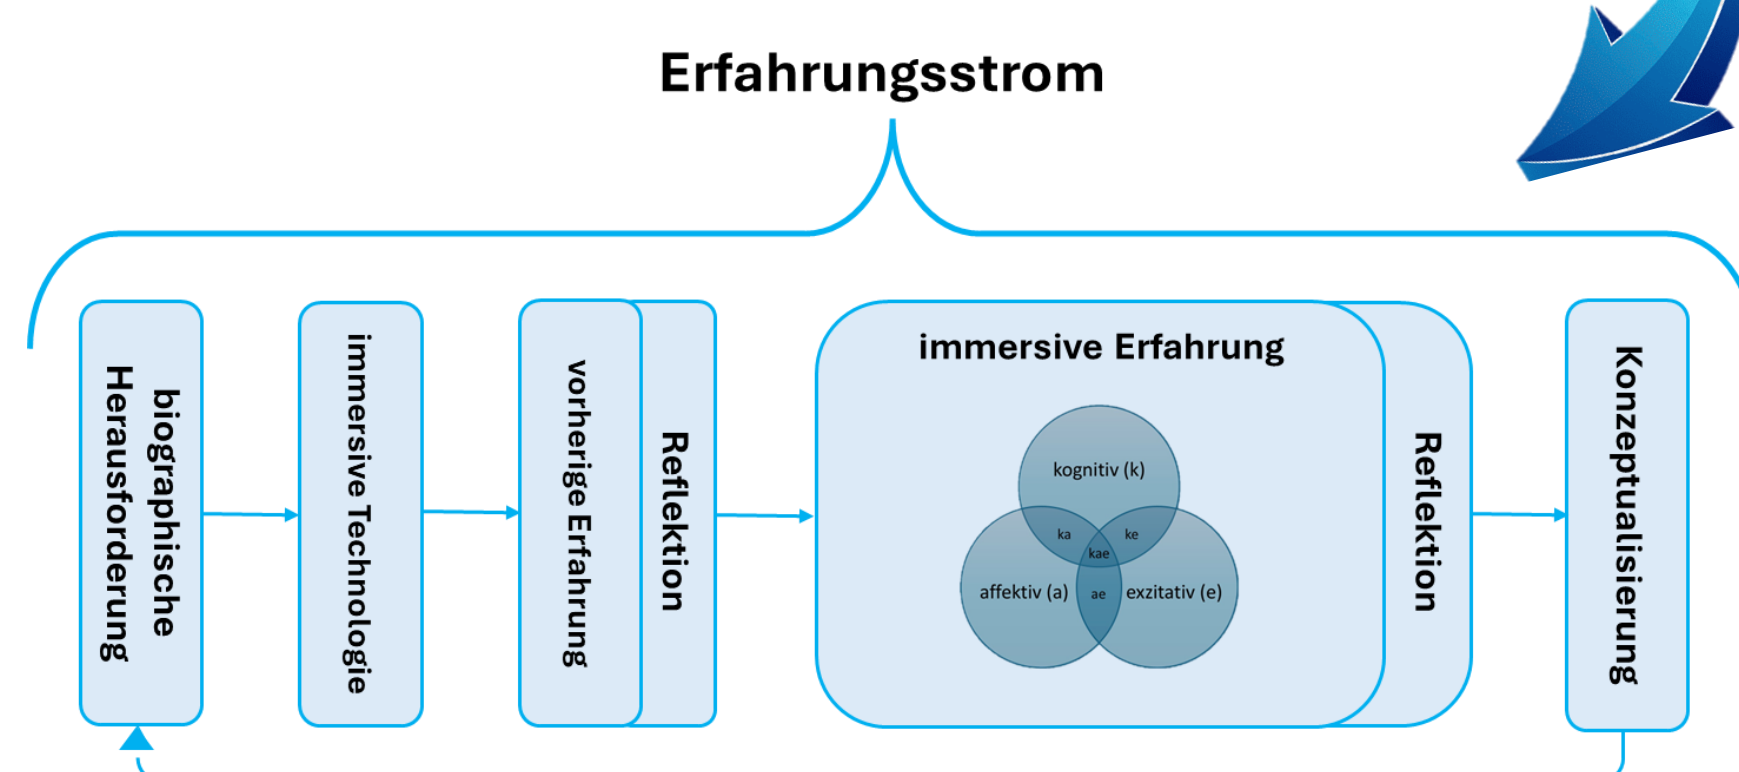 Erfahrungsstrom
biographische
Herausforderung
immersive Technologie
vorherige Erfahrung
Reflektion
immersive Erfahrung
kognitiv (k)
ka
ke
kae
affektiv (a)
ae
exzitativ (e)
Reflektion
Konzeptualisierung